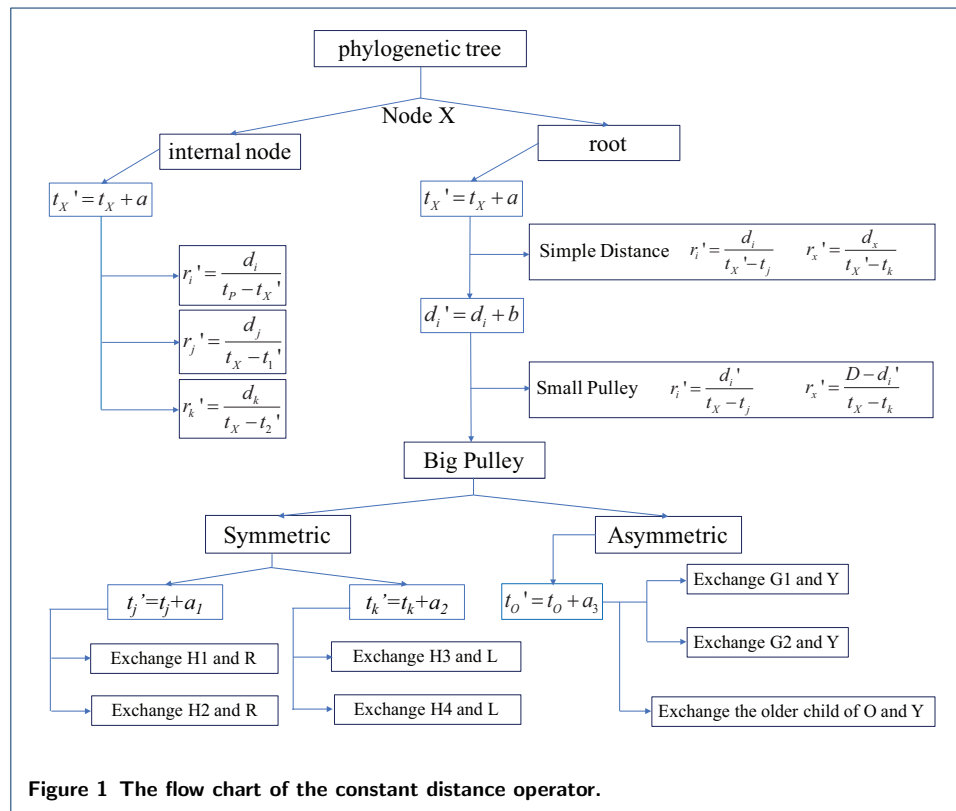 phylogenetic tree
Node X
internal node
root
t_X' = t_X + a
t_X' = t_X + a
Simple Distance r_i' = d_i / (t_X' − t_j) r_x' = d_x / (t_X' − t_k)
r_i' = d_i / (t_P − t_X')
d_i' = d_i + b
r_j' = d_j / (t_X − t_1')
Small Pulley r_i' = d_i' / (t_X − t_j) r_x' = (D − d_i') / (t_X − t_k)
r_k' = d_k / (t_X − t_2')
Big Pulley
Symmetric
Asymmetric
t_j’=t_j+a_1
t_k’=t_k+a_2
t_O' = t_O + a_3
Exchange G1 and Y
Exchange G2 and Y
Exchange H1 and R
Exchange H3 and L
Exchange H2 and R
Exchange H4 and L
Exchange the older child of O and Y
Figure 1 The flow chart of the constant distance operator.